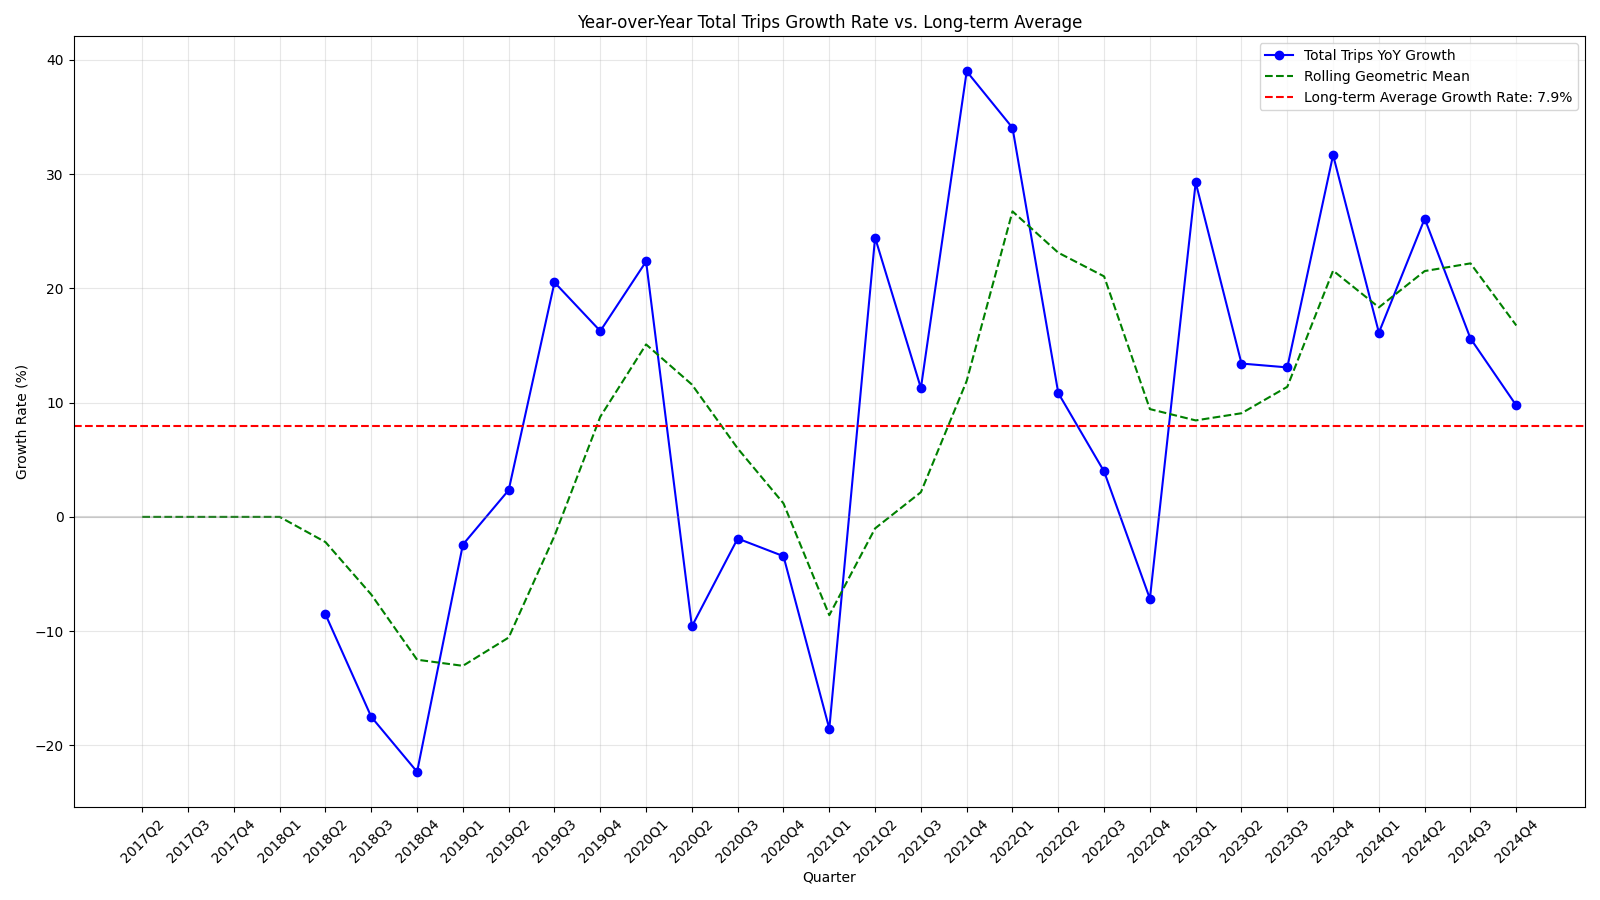 Year-over-Year Total Trips Growth Rate vs. Long-term Average
Total Trips YoY Growth
Rolling Geometric Mean
Long-term Average Growth Rate: 7.9%
Growth Rate (%)
40
30
20
10
0
−10
−20
2017Q2
2017Q3
2017Q4
2018Q1
2018Q2
2018Q3
2018Q4
2019Q1
2019Q2
2019Q3
2019Q4
2020Q1
2020Q2
2020Q3
2020Q4
2021Q1
2021Q2
2021Q3
2021Q4
2022Q1
2022Q2
2022Q3
2022Q4
2023Q1
2023Q2
2023Q3
2023Q4
2024Q1
2024Q2
2024Q3
2024Q4
Quarter